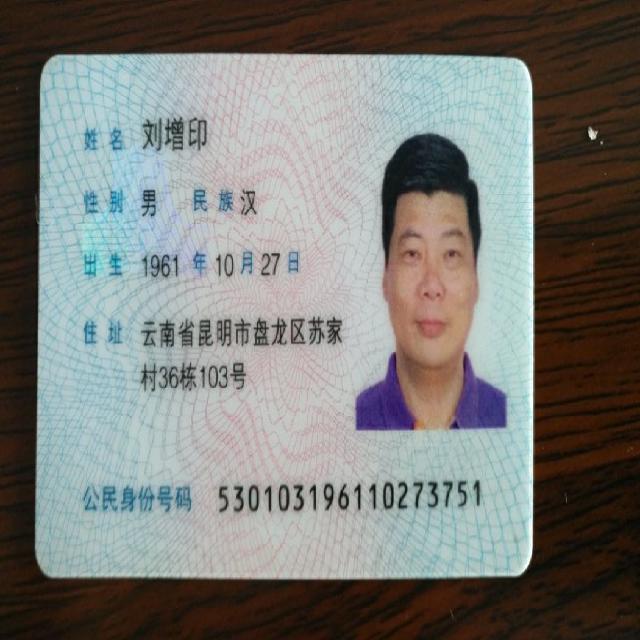 姓名 刘增印
性别 男 民族 汉
出生 1961 年 10 月 27 日
住址 云南省昆明市盘龙区苏家
村36栋103号
公民身份号码 530103196110273751